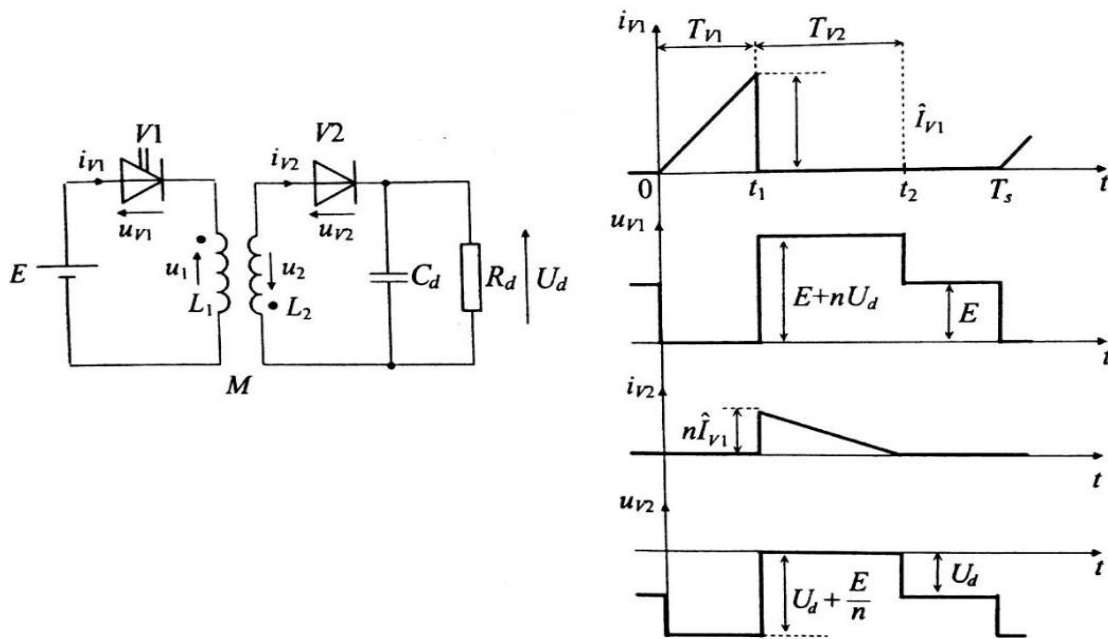 V1
V2
i_{V1}
i_{V2}
u_{V1}
u_{V2}
E
u_1
u_2
L_1
L_2
C_d
R_d
U_d
M
i_{V1}
T_{V1}
T_{V2}
Î_{V1}
0
t_1
t_2
T_s
t
u_{V1}
E+nU_d
E
t
i_{V2}
nÎ_{V1}
t
u_{V2}
t
U_d + \frac{E}{n}
U_d